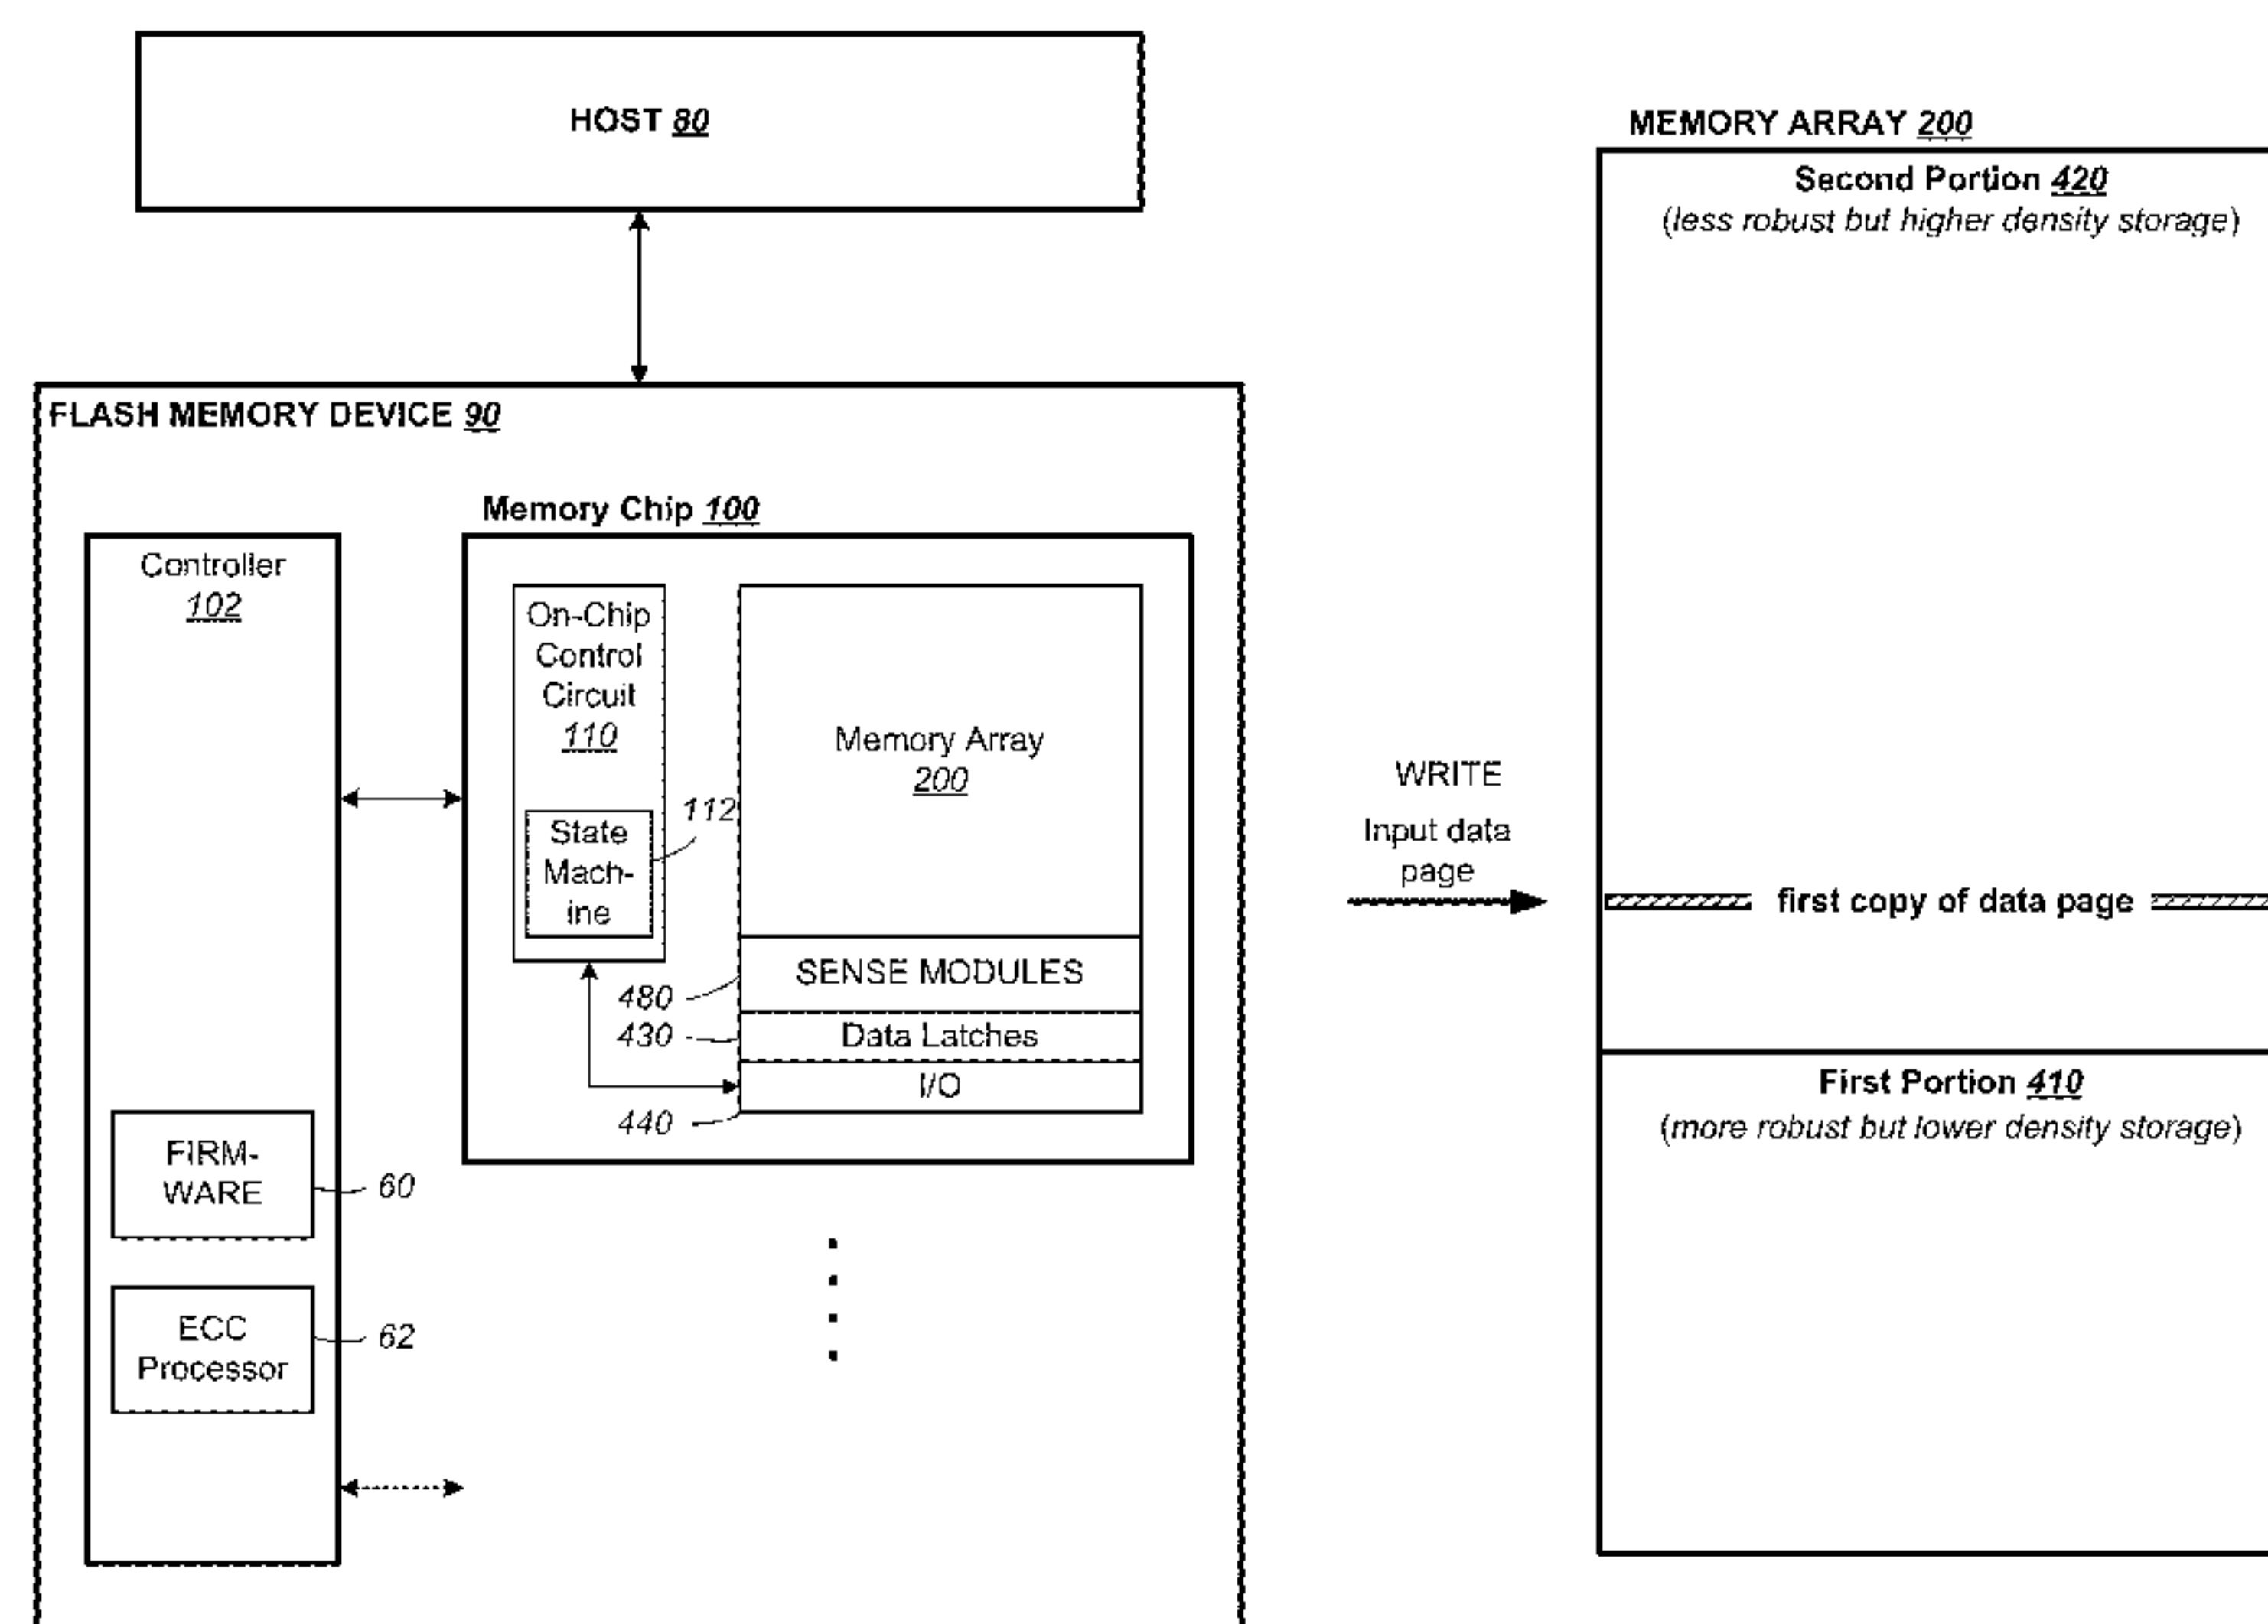 HOST 80
FLASH MEMORY DEVICE 90
Memory Chip 100
Controller
102
On-Chip
Control
Circuit
110
State
Mach-
ine
112
Memory Array
200
SENSE MODULES
480
Data Latches
430
I/O
440
FIRM-
WARE
60
ECC
Processor
62
WRITE
Input data
page
MEMORY ARRAY 200
Second Portion 420
(less robust but higher density storage)
first copy of data page
First Portion 410
(more robust but lower density storage)